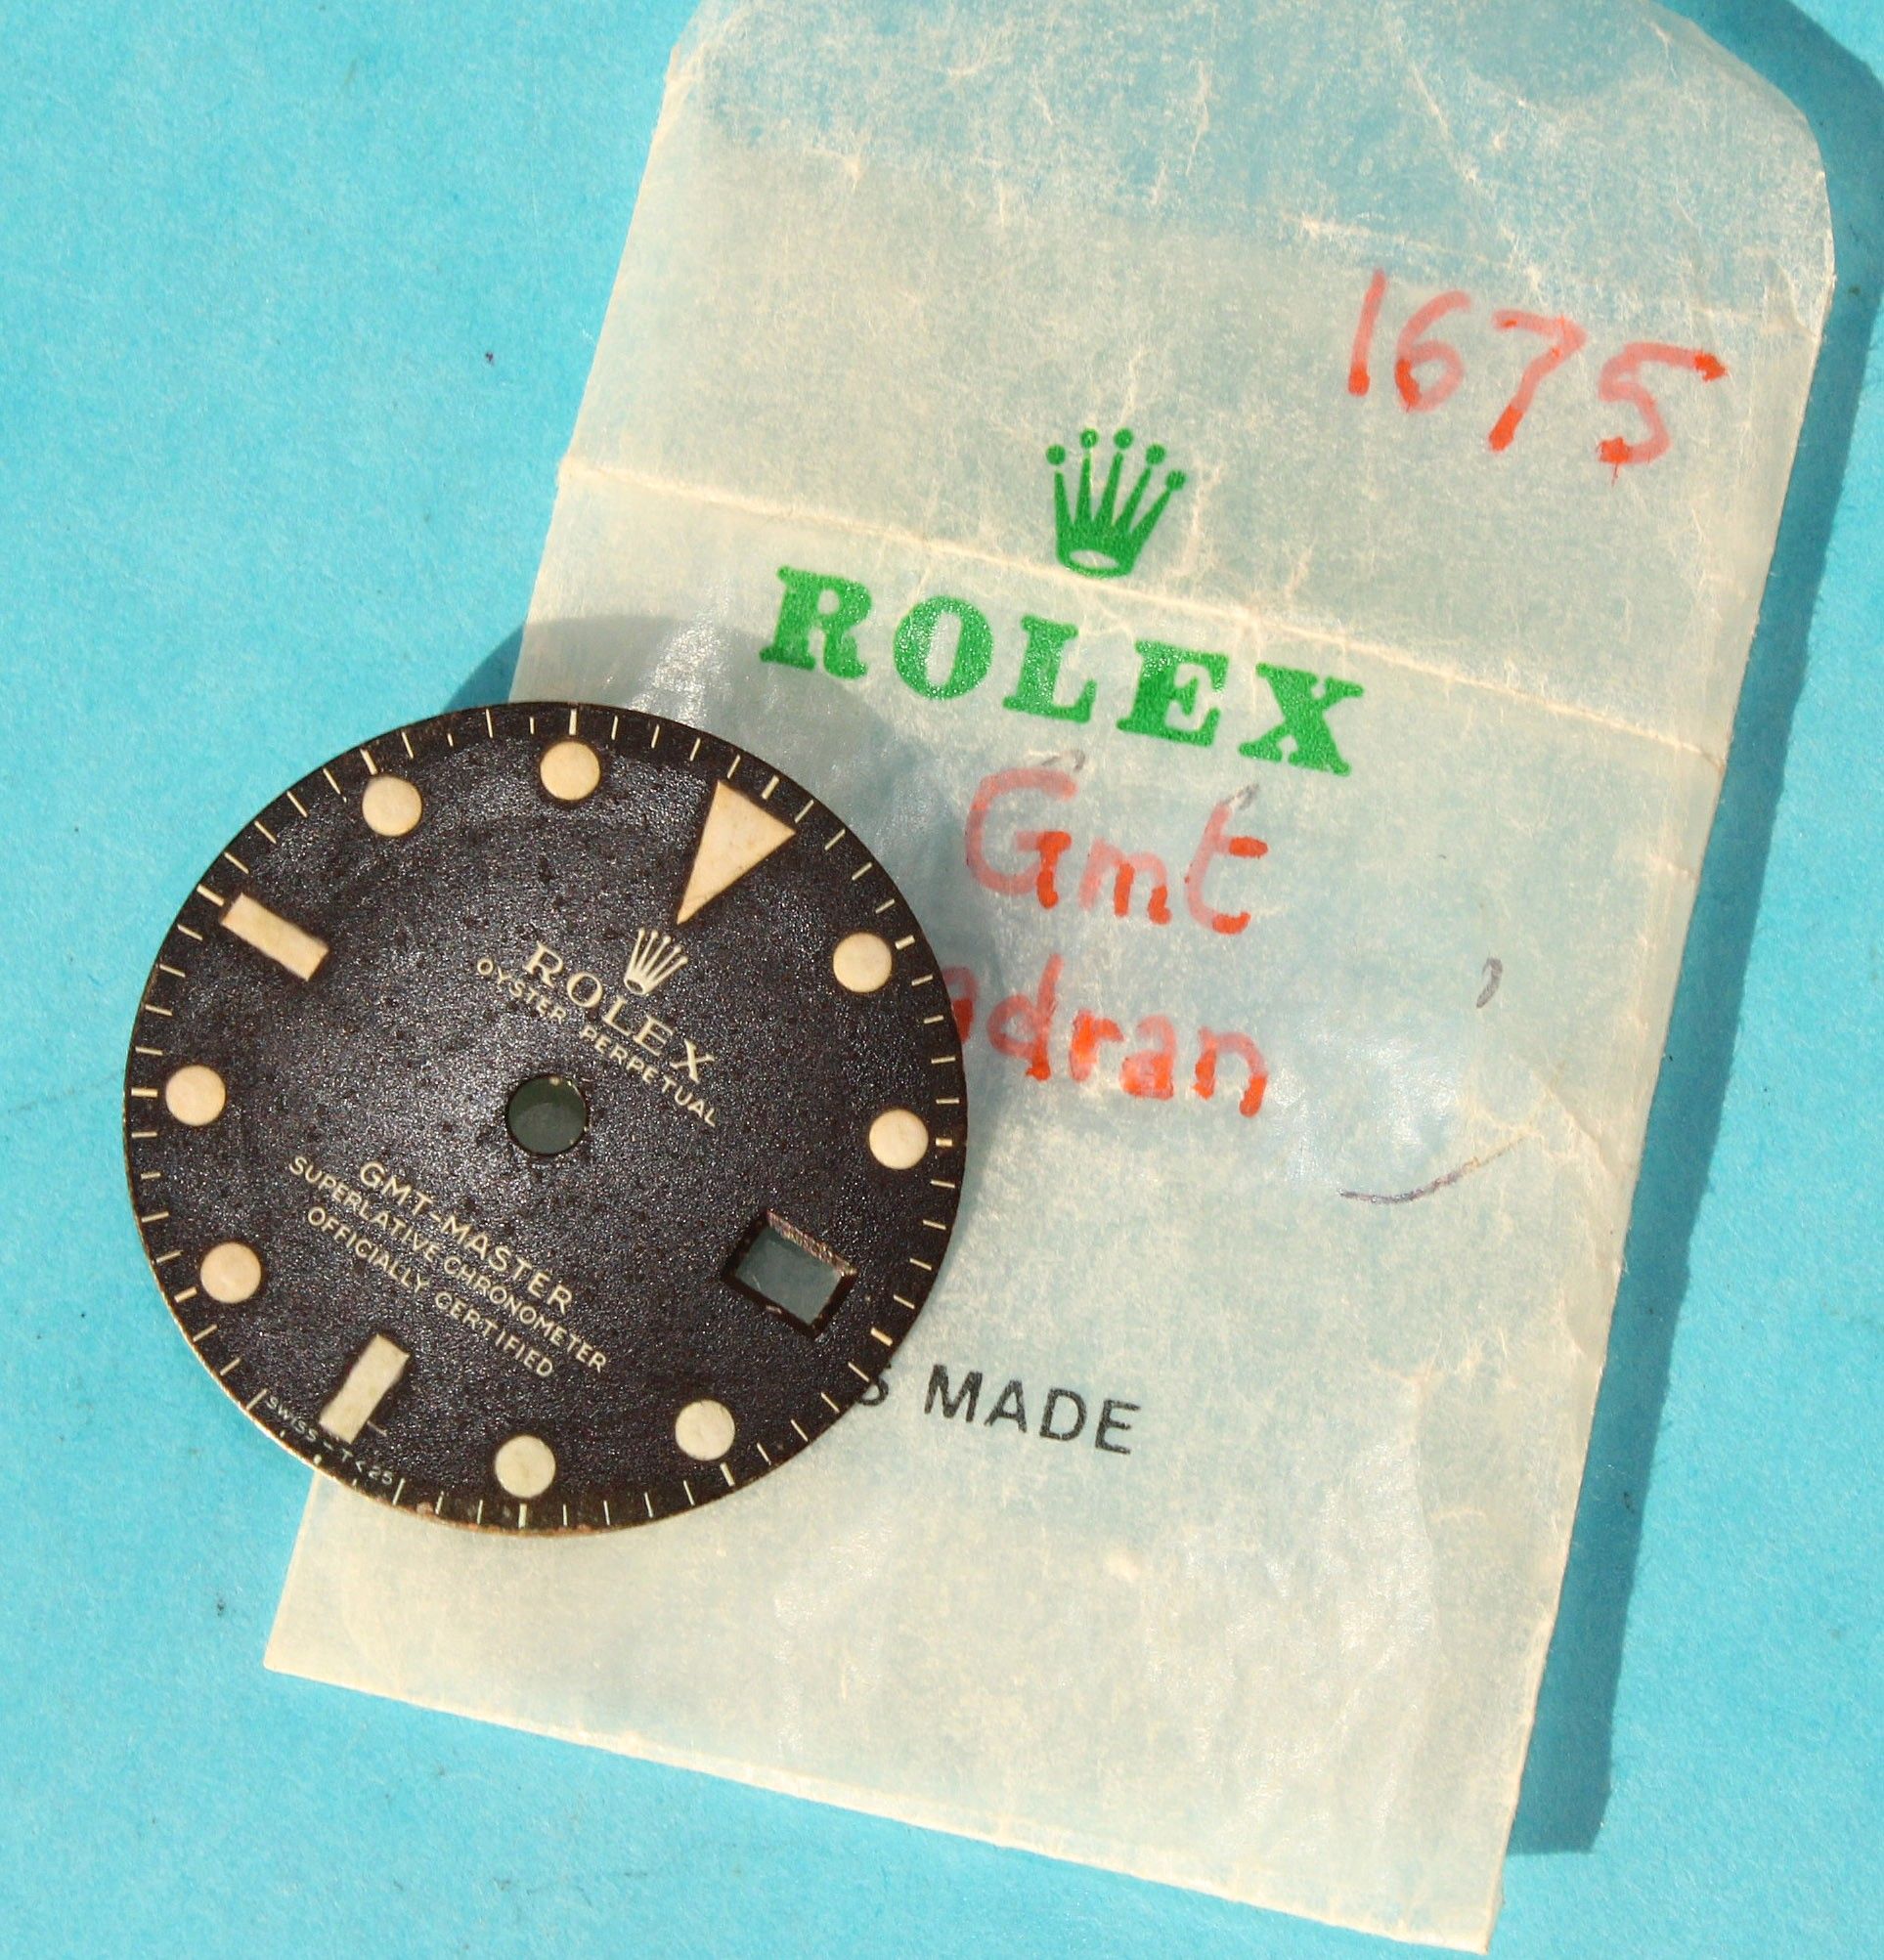 1675
ROLEX
Gmt
adran
S MADE
ROLEX
OYSTER PERPETUAL
GMT-MASTER
SUPERLATIVE CHRONOMETER
OFFICIALLY CERTIFIED
SWISS-T<25